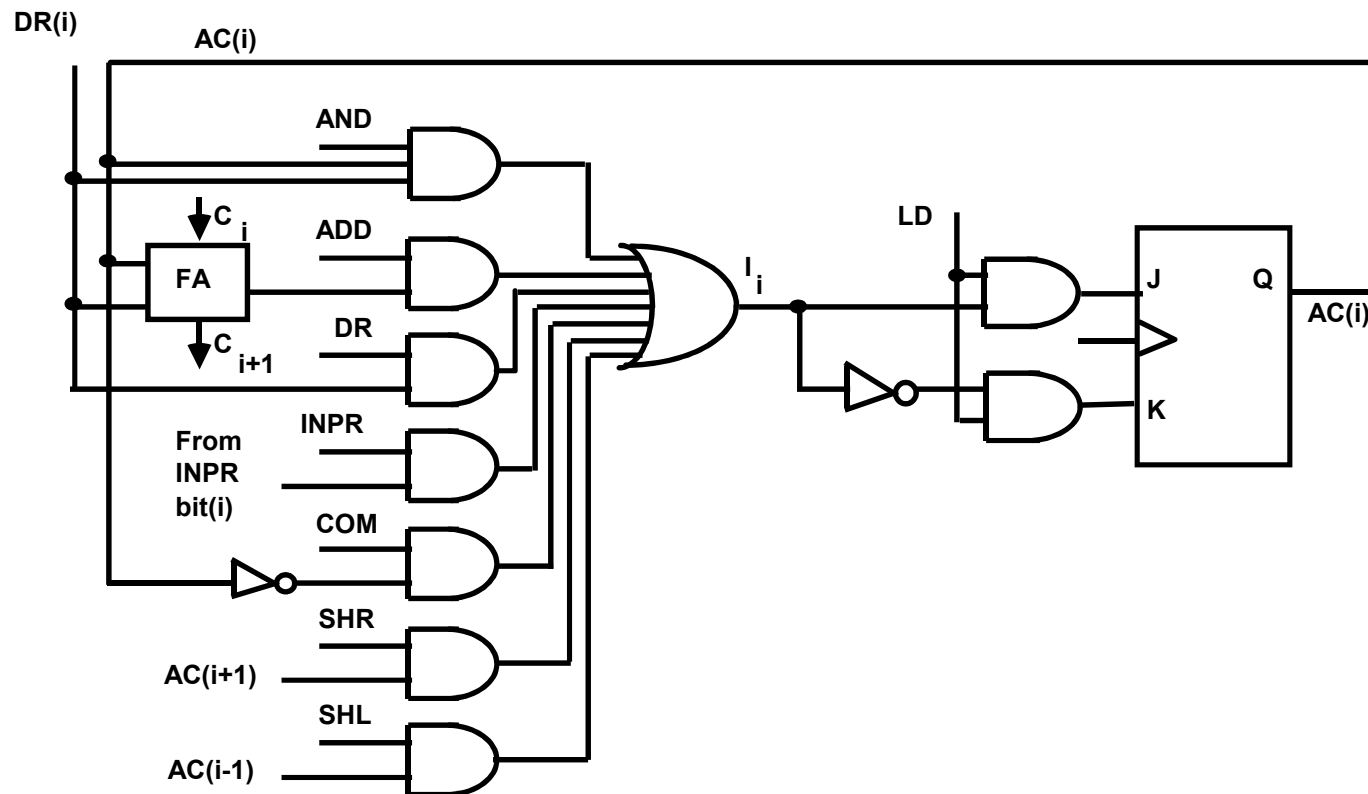 DR(i)
AC(i)
AND
C
i
ADD
FA
LD
I
i
J
Q
AC(i)
DR
C
i+1
K
From
INPR
bit(i)
INPR
COM
SHR
AC(i+1)
SHL
AC(i-1)